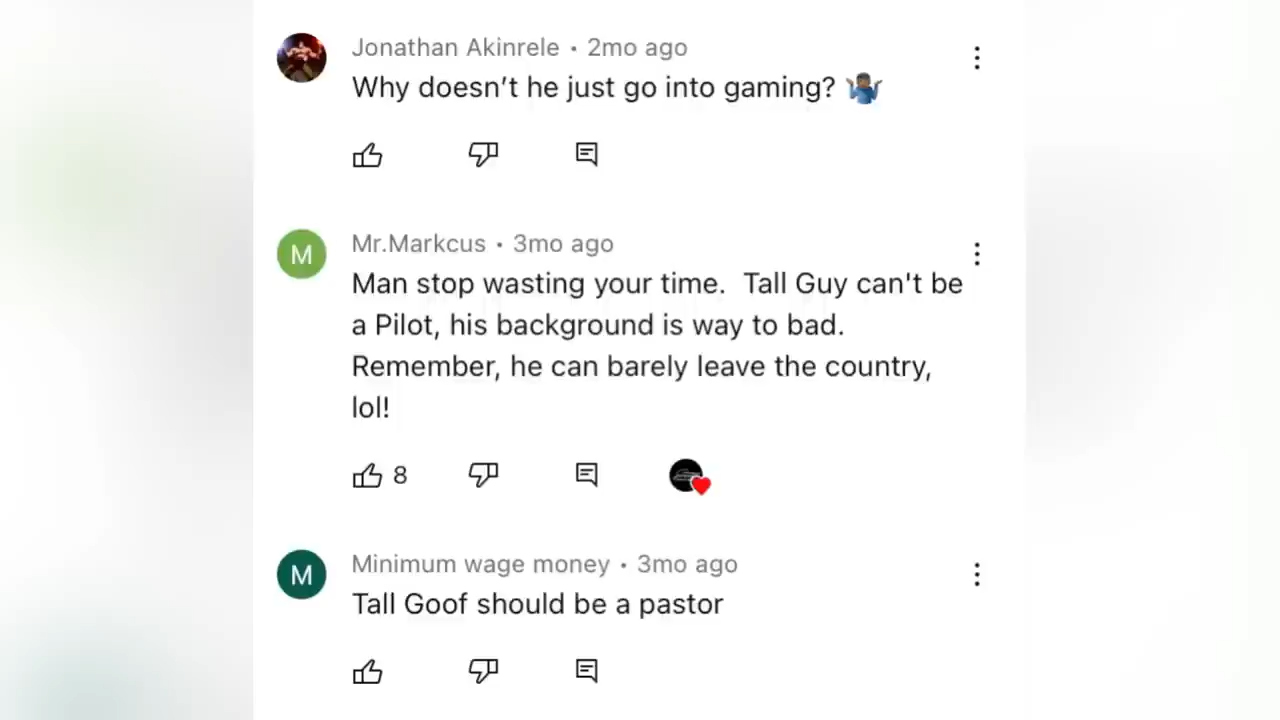 Jonathan Akinrele • 2mo ago
Why doesn’t he just go into gaming? 🤷🏾‍♂️
M
Mr.Markcus • 3mo ago
Man stop wasting your time.  Tall Guy can't be
a Pilot, his background is way to bad.
Remember, he can barely leave the country,
lol!
8
M
Minimum wage money • 3mo ago
Tall Goof should be a pastor